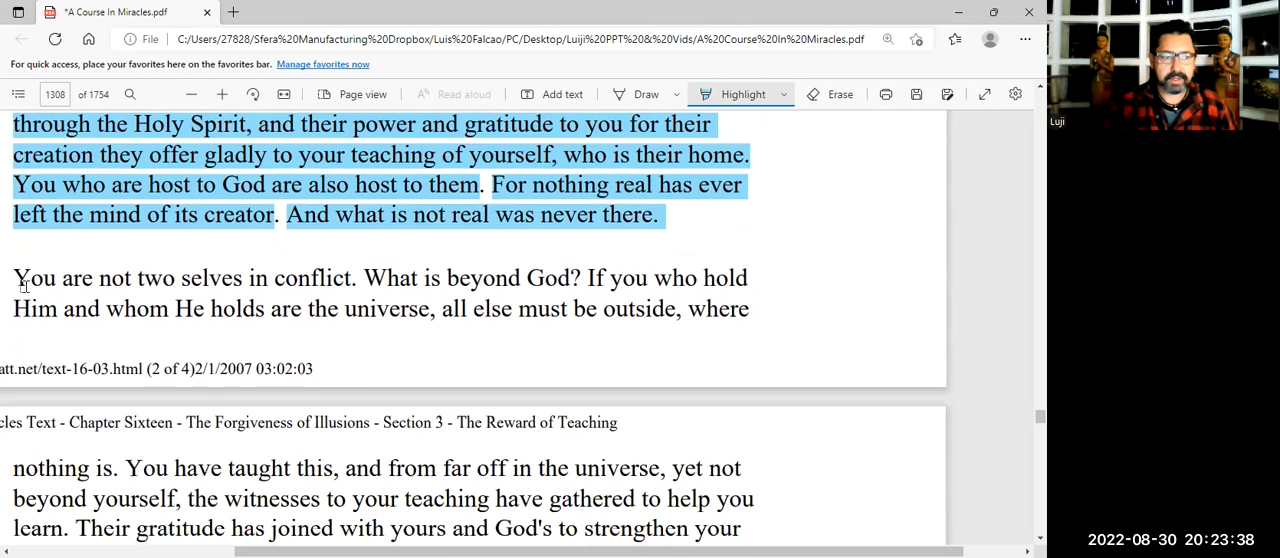 *A Course In Miracles.pdf
File
C:/Users/27828/Sfera%20Manufacturing%20Dropbox/Luis%20Falcao/PC/Desktop/Luiji%20PPT%20&%20Vids/A%20Course%20In%20Miracles.pdf
For quick access, place your favorites here on the favorites bar. Manage favorites now
1308 of 1754
Page view
Read aloud
Add text
Draw
Highlight
Erase
through the Holy Spirit, and their power and gratitude to you for their
creation they offer gladly to your teaching of yourself, who is their home.
You who are host to God are also host to them. For nothing real has ever
left the mind of its creator. And what is not real was never there.
You are not two selves in conflict. What is beyond God? If you who hold
Him and whom He holds are the universe, all else must be outside, where
att.net/text-16-03.html (2 of 4)2/1/2007 03:02:03
cles Text - Chapter Sixteen - The Forgiveness of Illusions - Section 3 - The Reward of Teaching
nothing is. You have taught this, and from far off in the universe, yet not
beyond yourself, the witnesses to your teaching have gathered to help you
learn. Their gratitude has joined with yours and God's to strengthen your
Luji
2022-08-30 20:23:38